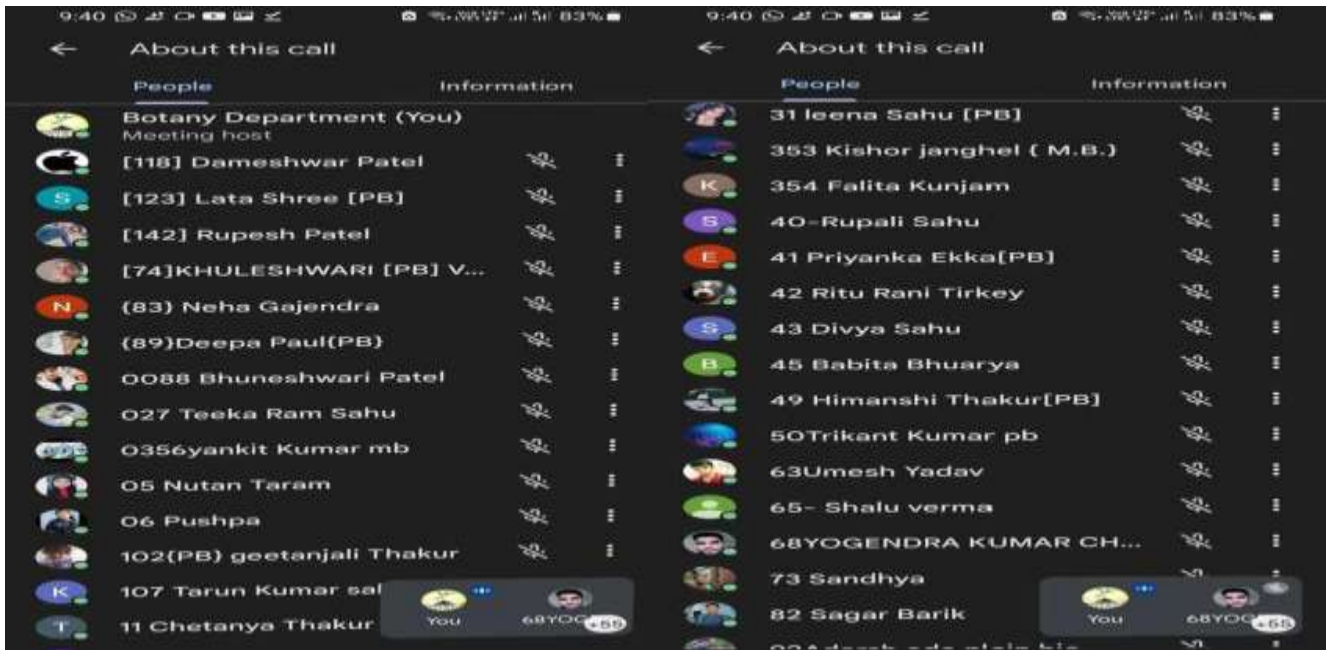 9:40
83%
About this call
People
Information
Botany Department (You)
Meeting host
[118] Dameshwar Patel
S
[123] Lata Shree [PB]
[142] Rupesh Patel
[74]KHULESHWARI [PB] V...
N
(83) Neha Gajendra
(89)Deepa Paul(PB)
0088 Bhuneshwari Patel
027 Teeka Ram Sahu
0356yankit Kumar mb
05 Nutan Taram
06 Pushpa
102(PB) geetanjali Thakur
K
107 Tarun Kumar sal
T
11 Chetanya Thakur
You
68YOG
+55
9:40
83%
About this call
People
Information
31 leena Sahu [PB]
353 Kishor janghel ( M.B.)
K
354 Falita Kunjam
S
40-Rupali Sahu
E
41 Priyanka Ekka[PB]
42 Ritu Rani Tirkey
S
43 Divya Sahu
B
45 Babita Bhuarya
49 Himanshi Thakur[PB]
50Trikant Kumar pb
63Umesh Yadav
65- Shalu verma
68YOGENDRA KUMAR CH...
73 Sandhya
82 Sagar Barik
You
68YOG
+55